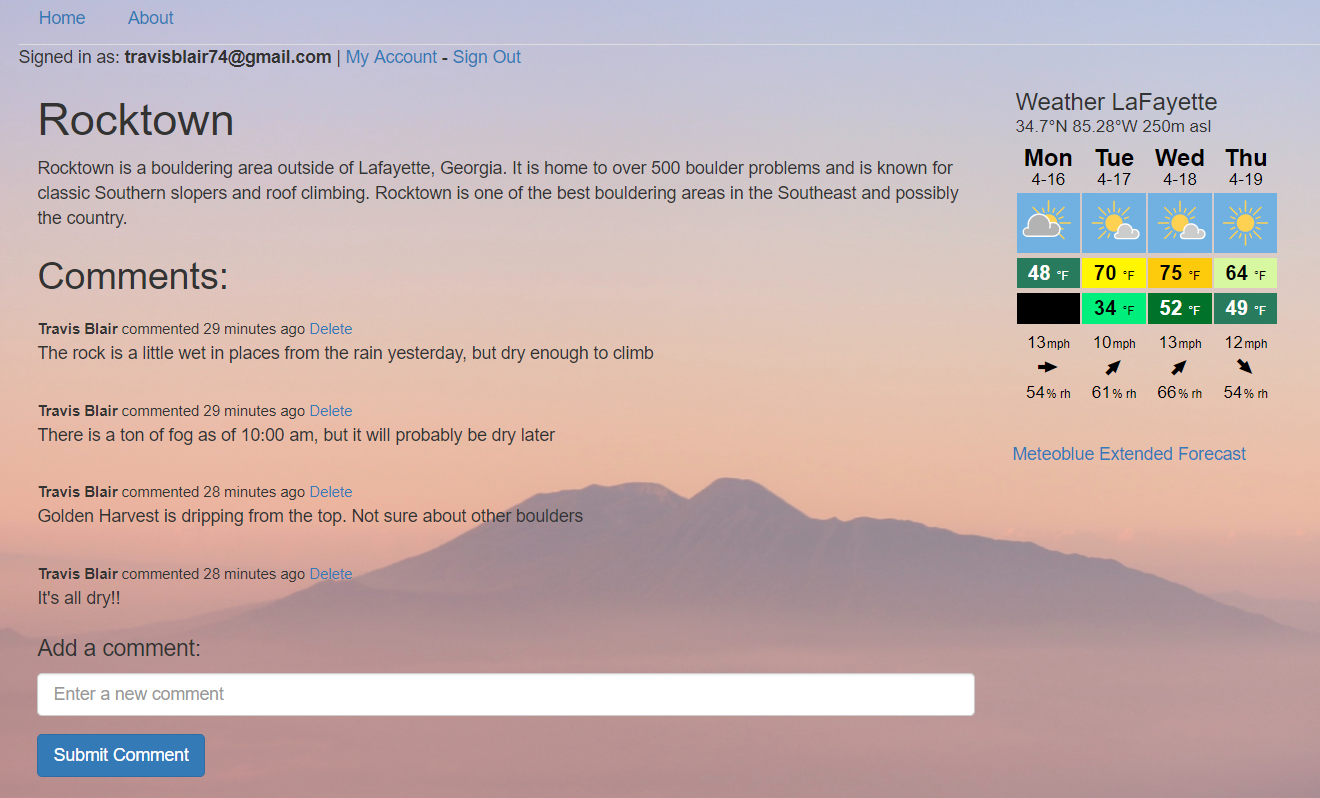 Home About
Signed in as: travisblair74@gmail.com | My Account - Sign Out
Rocktown
Rocktown is a bouldering area outside of Lafayette, Georgia. It is home to over 500 boulder problems and is known for
classic Southern slopers and roof climbing. Rocktown is one of the best bouldering areas in the Southeast and possibly
the country.
Comments:
Travis Blair commented 29 minutes ago Delete
The rock is a little wet in places from the rain yesterday, but dry enough to climb
Travis Blair commented 29 minutes ago Delete
There is a ton of fog as of 10:00 am, but it will probably be dry later
Travis Blair commented 28 minutes ago Delete
Golden Harvest is dripping from the top. Not sure about other boulders
Travis Blair commented 28 minutes ago Delete
It's all dry!!
Add a comment:
Enter a new comment
Submit Comment
Weather LaFayette
34.7°N 85.28°W 250m asl
Mon Tue Wed Thu
4-16 4-17 4-18 4-19
48 °F 70 °F 75 °F 64 °F
34 °F 52 °F 49 °F
13 mph 10 mph 13 mph 12 mph
54% rh 61% rh 66% rh 54% rh
Meteoblue Extended Forecast